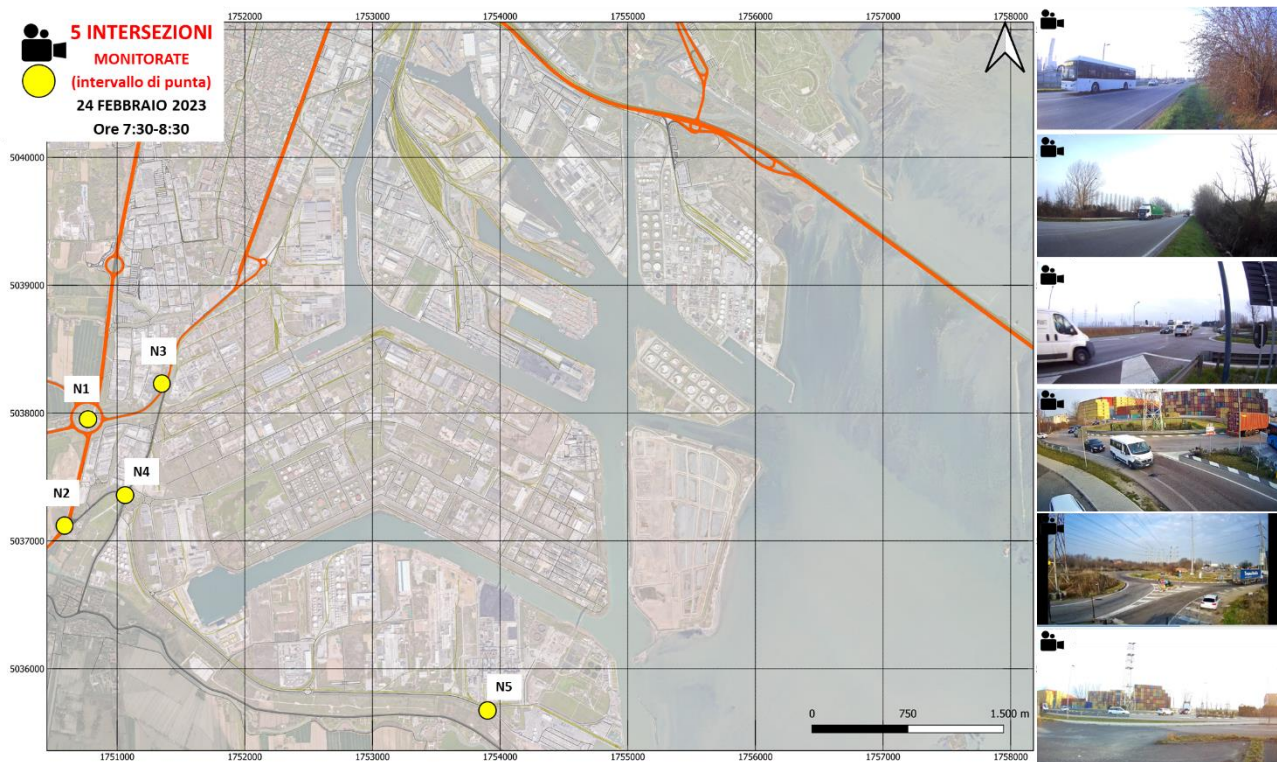 5 INTERSEZIONI
MONITORATE
(intervallo di punta)
24 FEBBRAIO 2023
Ore 7:30-8:30
1752000 1753000 1754000 1755000 1756000 1757000 1758000
5040000
5039000
5038000
5037000
5036000
N3
N1
N4
N2
N5
0 750 1.500 m
1751000 1752000 1753000 1754000 1755000 1756000 1757000 1758000